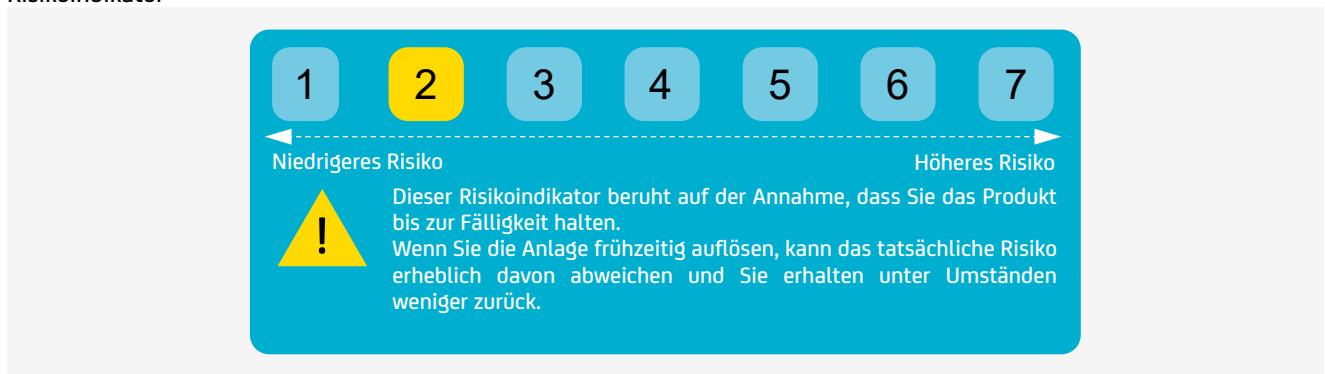 Risikoindikator
1 2 3 4 5 6 7
Niedrigeres Risiko Höheres Risiko
Dieser Risikoindikator beruht auf der Annahme, dass Sie das Produkt
bis zur Fälligkeit halten.
Wenn Sie die Anlage frühzeitig auflösen, kann das tatsächliche Risiko
erheblich davon abweichen und Sie erhalten unter Umständen
weniger zurück.
!